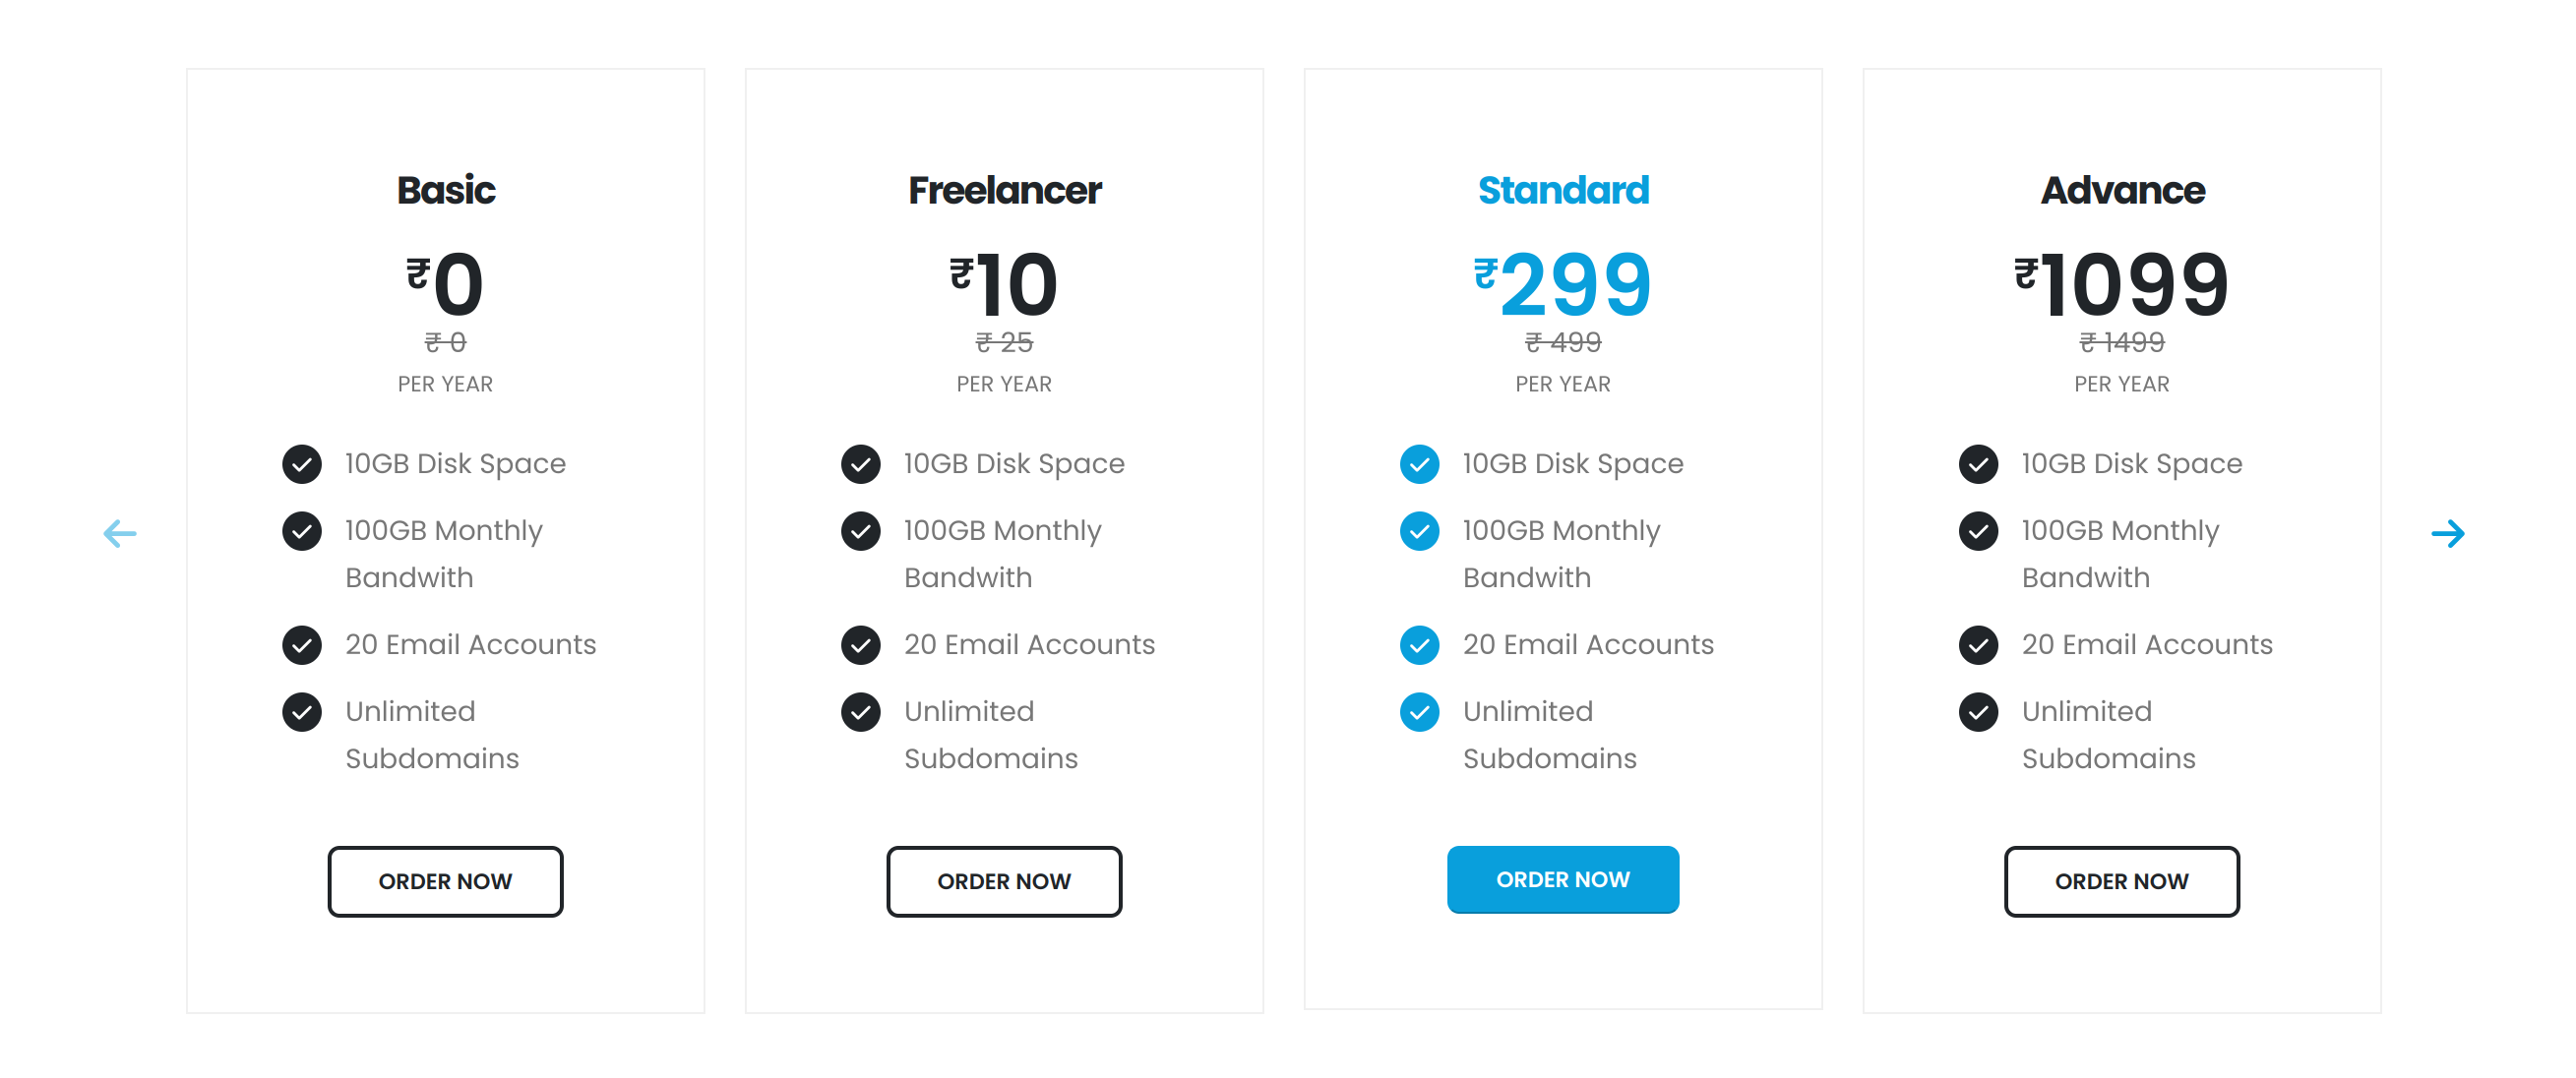 Basic
₹0
₹ 0
PER YEAR
10GB Disk Space
100GB Monthly
Bandwith
20 Email Accounts
Unlimited
Subdomains
ORDER NOW
Freelancer
₹10
₹ 25
PER YEAR
10GB Disk Space
100GB Monthly
Bandwith
20 Email Accounts
Unlimited
Subdomains
ORDER NOW
Standard
₹299
₹ 499
PER YEAR
10GB Disk Space
100GB Monthly
Bandwith
20 Email Accounts
Unlimited
Subdomains
ORDER NOW
Advance
₹1099
₹ 1499
PER YEAR
10GB Disk Space
100GB Monthly
Bandwith
20 Email Accounts
Unlimited
Subdomains
ORDER NOW